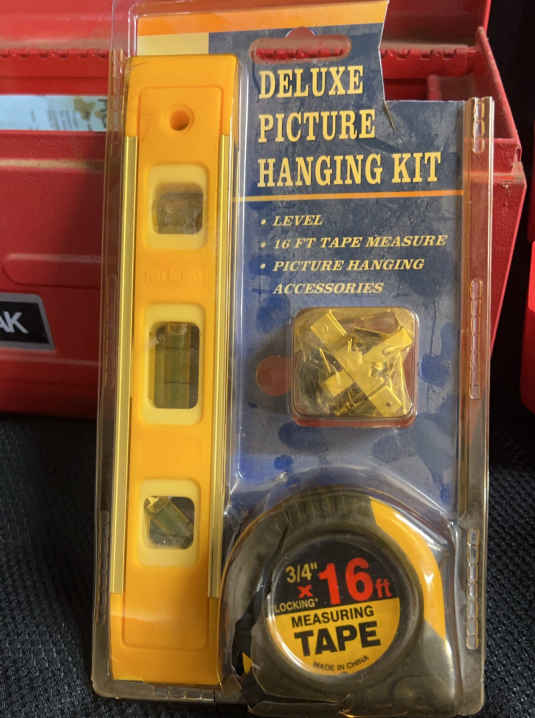 DELUXE
PICTURE
HANGING KIT
• LEVEL
• 16 FT TAPE MEASURE
• PICTURE HANGING
ACCESSORIES
AK
3/4"
x 16ft
LOCKING*
MEASURING
TAPE
MADE IN CHINA